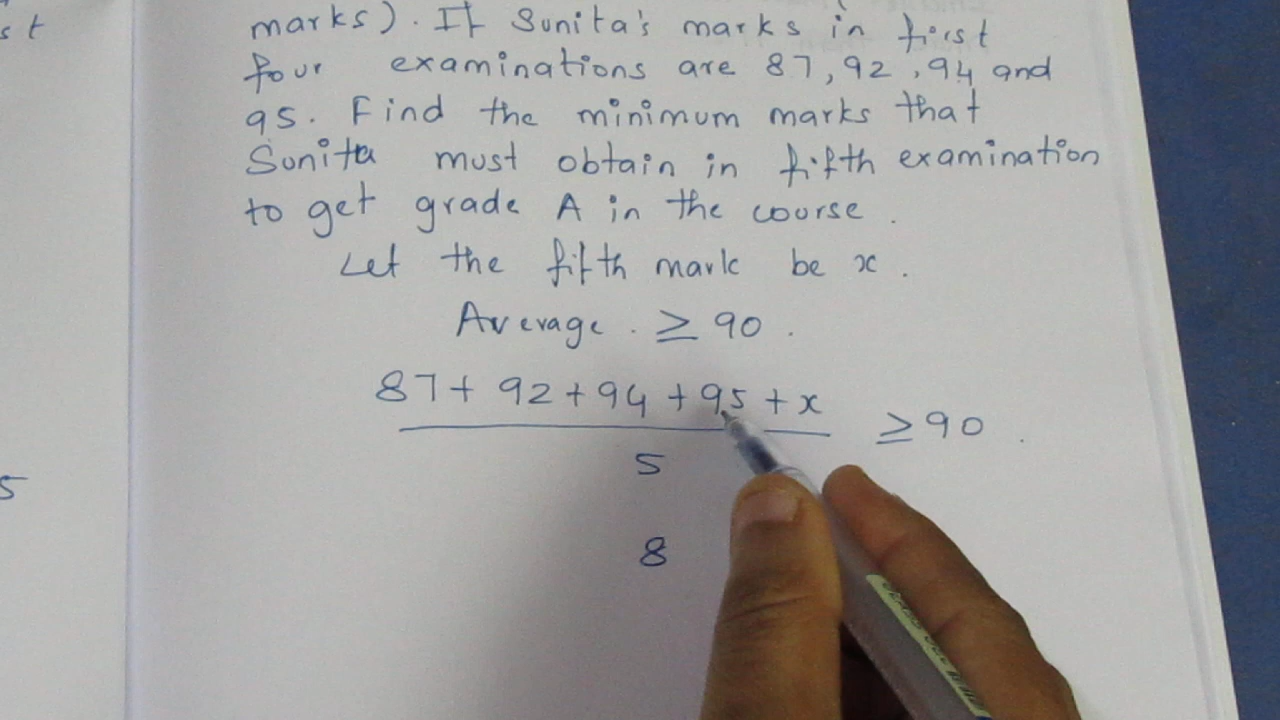 st
marks). If Sunita's marks in first
four examinations are 87, 92, 94 and
95. Find the minimum marks that
Sunita must obtain in fifth examination
to get grade A in the course.
Let the fifth mark be x.
Average. ≥ 90.
87 + 92 + 94 + 95 + x
≥ 90.
5
5
8